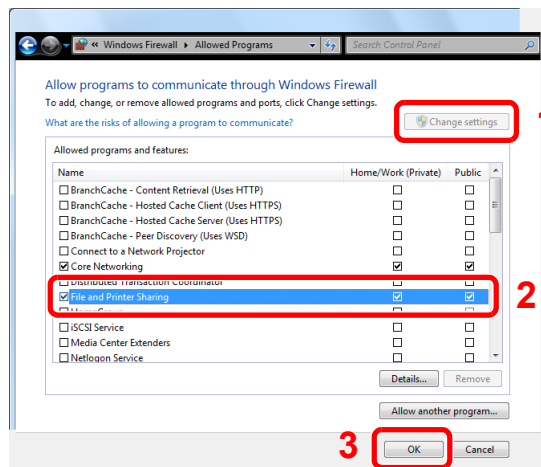 « Windows Firewall ▸ Allowed Programs
Search Control Panel
Allow programs to communicate through Windows Firewall
To add, change, or remove allowed programs and ports, click Change settings.
What are the risks of allowing a program to communicate?
Change settings
Allowed programs and features:
Name Home/Work (Private) Public
BranchCache - Content Retrieval (Uses HTTP)
BranchCache - Hosted Cache Client (Uses HTTPS)
BranchCache - Hosted Cache Server (Uses HTTPS)
BranchCache - Peer Discovery (Uses WSD)
Connect to a Network Projector
Core Networking
Distributed Transaction Coordinator
File and Printer Sharing
2
HomeGroup
iSCSI Service
Media Center Extenders
Netlogon Service
Details... Remove
Allow another program...
3
OK Cancel